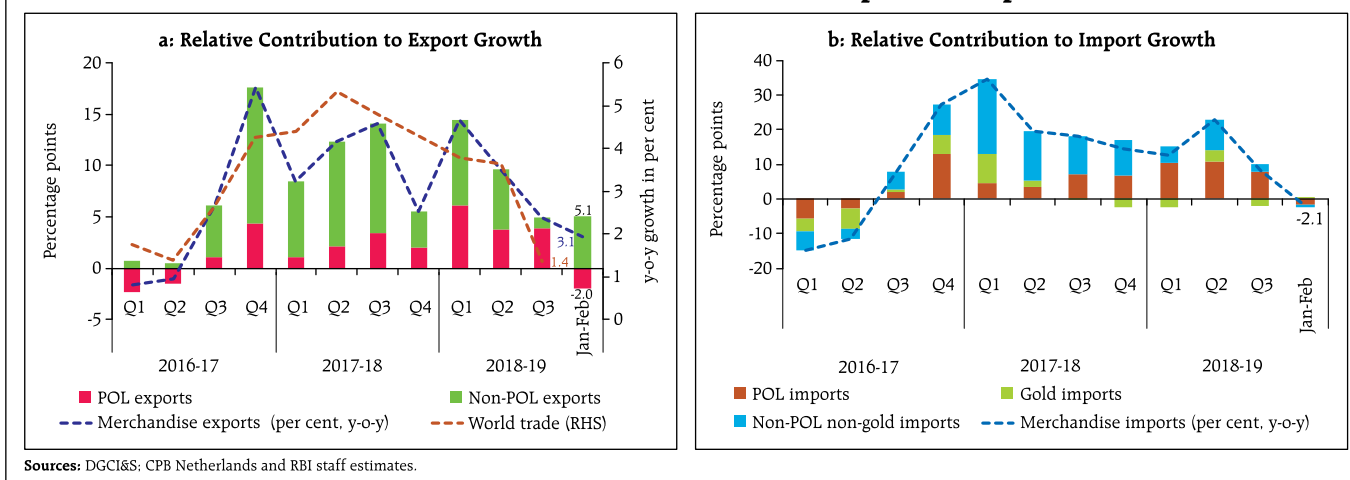 a: Relative Contribution to Export Growth
Percentage points
20
15
10
5
0
-5
6
5
4
3
2
1
0
y-o-y growth in per cent
5.1
3.1
1.4
-2.0
Q1 Q2 Q3 Q4 Q1 Q2 Q3 Q4 Q1 Q2 Q3 Jan-Feb
2016-17 2017-18 2018-19
POL exports Non-POL exports
Merchandise exports (per cent, y-o-y) World trade (RHS)
b: Relative Contribution to Import Growth
Percentage points
40
30
20
10
0
-10
-20
-2.1
Q1 Q2 Q3 Q4 Q1 Q2 Q3 Q4 Q1 Q2 Q3 Jan-Feb
2016-17 2017-18 2018-19
POL imports Gold imports
Non-POL non-gold imports Merchandise imports (per cent, y-o-y)
Sources: DGCI&S; CPB Netherlands and RBI staff estimates.